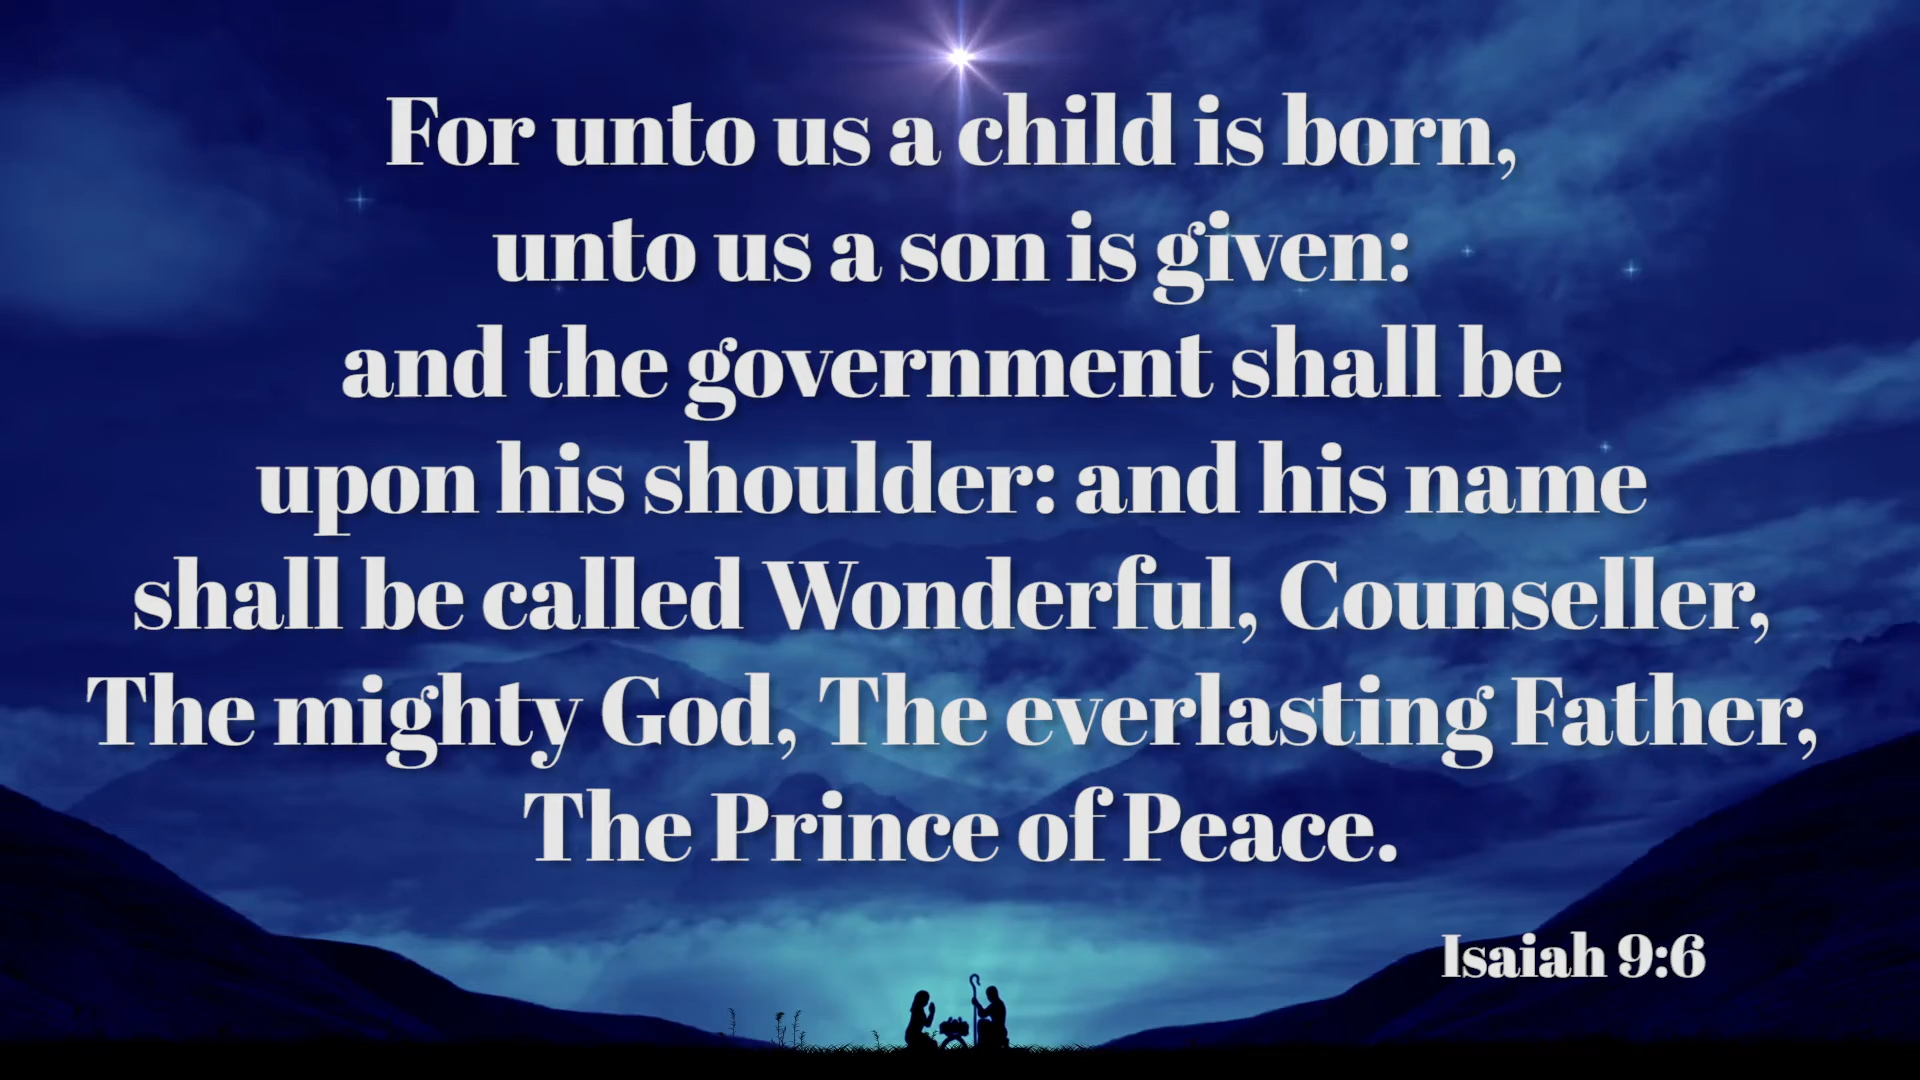 For unto us a child is born,
unto us a son is given:
and the government shall be
upon his shoulder: and his name
shall be called Wonderful, Counseller,
The mighty God, The everlasting Father,
The Prince of Peace.
Isaiah 9:6